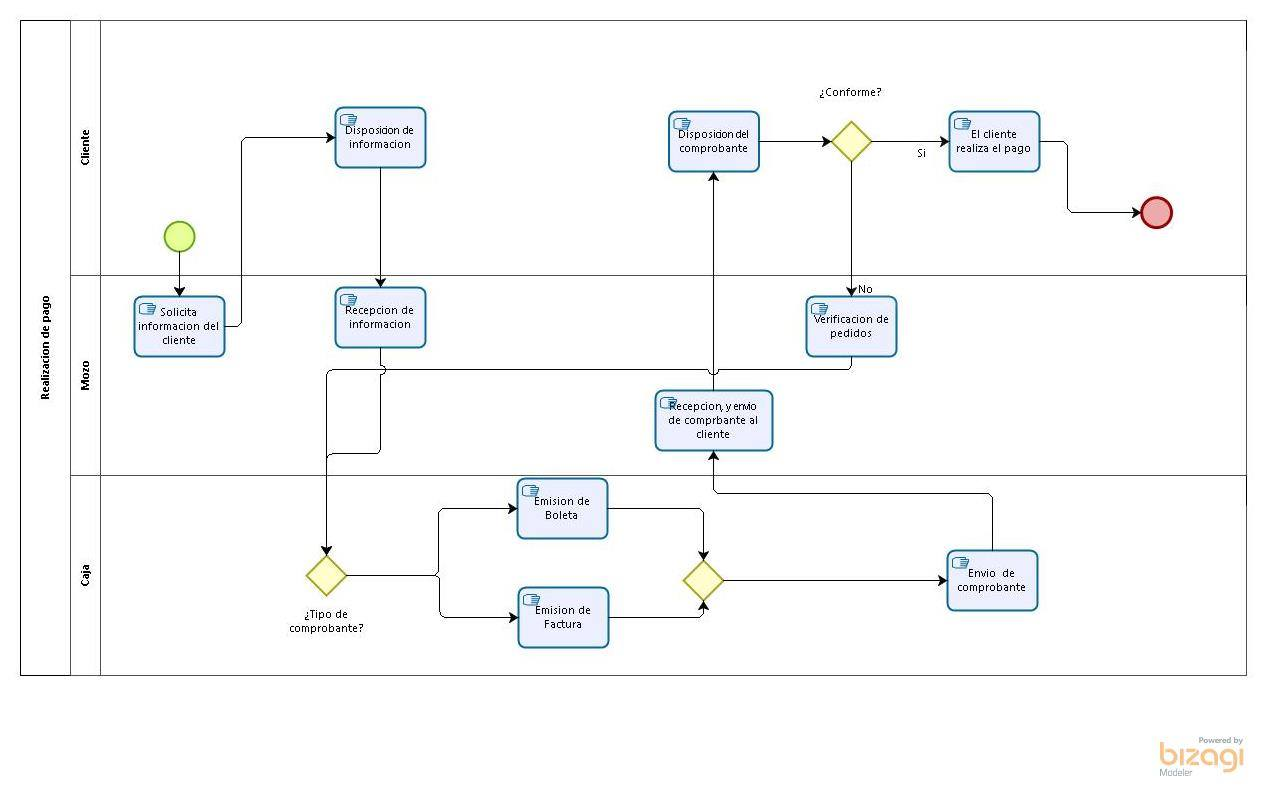 Realizacion de pago
Cliente
Mozo
Caja
¿Conforme?
Disposicion de
informacion
Disposicion del
comprobante
El cliente
realiza el pago
Si
No
Solicita
informacion del
cliente
Recepcion de
informacion
Verificacion de
pedidos
Recepcion, y envio
de comprbante al
cliente
Emision de
Boleta
¿Tipo de
comprobante?
Emision de
Factura
Envio de
comprobante
Powered by
bizagi
Modeler